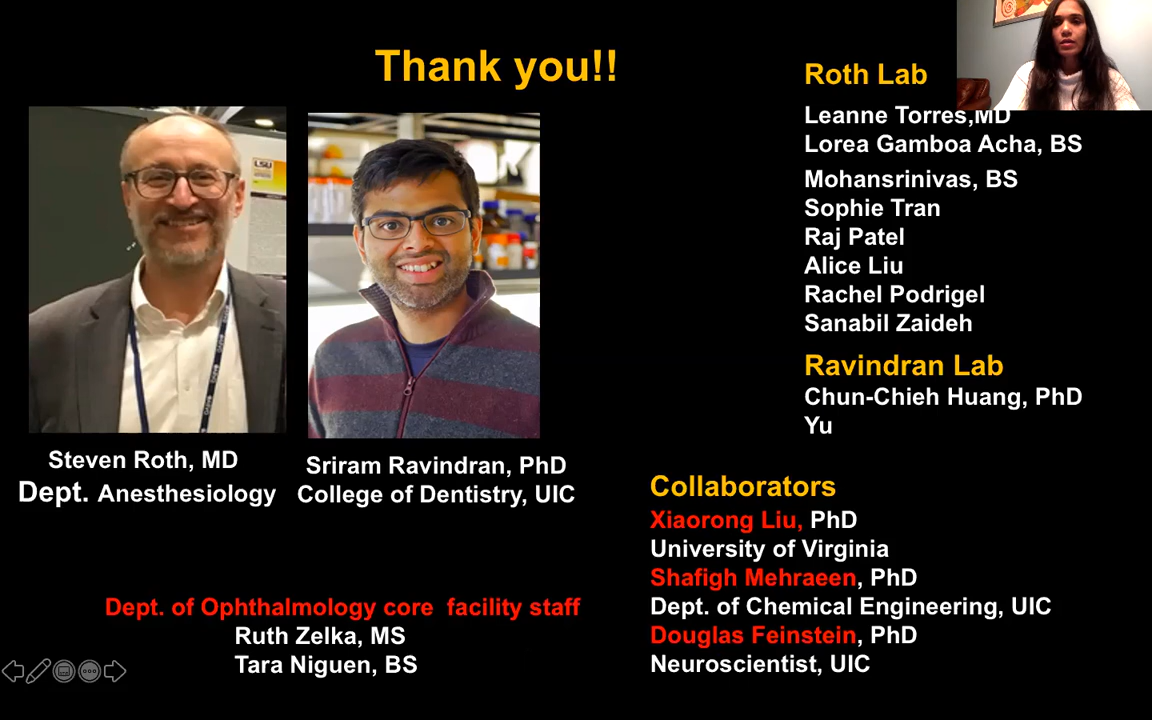 Thank you!!
LSU
Steven Roth, MD
Dept. Anesthesiology
Sriram Ravindran, PhD
College of Dentistry, UIC
Dept. of Ophthalmology core facility staff
Ruth Zelka, MS
Tara Niguen, BS
Roth Lab
Leanne Torres,MD
Lorea Gamboa Acha, BS
Mohansrinivas, BS
Sophie Tran
Raj Patel
Alice Liu
Rachel Podrigel
Sanabil Zaideh
Ravindran Lab
Chun-Chieh Huang, PhD
Yu
Collaborators
Xiaorong Liu, PhD
University of Virginia
Shafigh Mehraeen, PhD
Dept. of Chemical Engineering, UIC
Douglas Feinstein, PhD
Neuroscientist, UIC